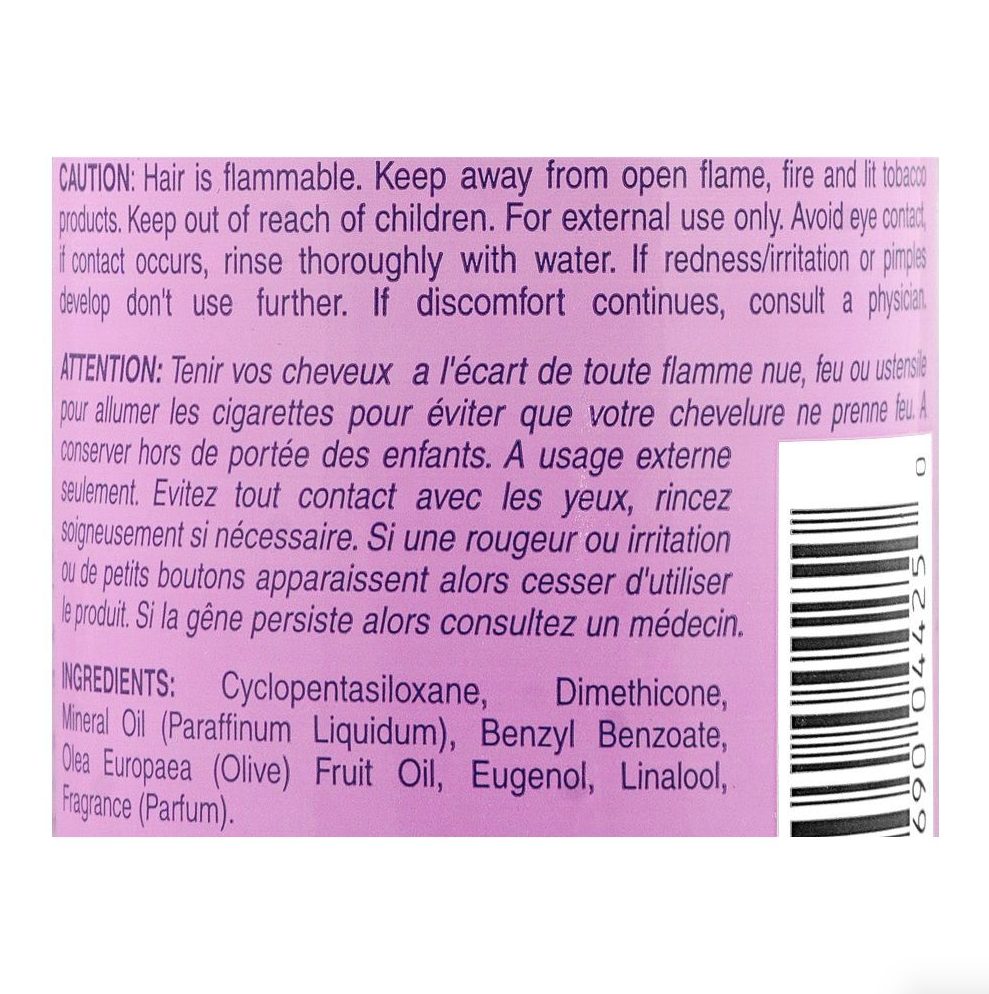 CAUTION: Hair is flammable. Keep away from open flame, fire and lit tobacco
products. Keep out of reach of children. For external use only. Avoid eye contact,
if contact occurs, rinse thoroughly with water. If redness/irritation or pimples
develop don't use further. If discomfort continues, consult a physician.
ATTENTION: Tenir vos cheveux a l'écart de toute flamme nue, feu ou ustensile
pour allumer les cigarettes pour éviter que votre chevelure ne prenne feu. A
conserver hors de portée des enfants. A usage externe
seulement. Evitez tout contact avec les yeux, rincez
soigneusement si nécessaire. Si une rougeur ou irritation
ou de petits boutons apparaissent alors cesser d'utiliser
le produit. Si la gêne persiste alors consultez un médecin.
INGREDIENTS: Cyclopentasiloxane, Dimethicone,
Mineral Oil (Paraffinum Liquidum), Benzyl Benzoate,
Olea Europaea (Olive) Fruit Oil, Eugenol, Linalool,
Fragrance (Parfum).
690 04425 0